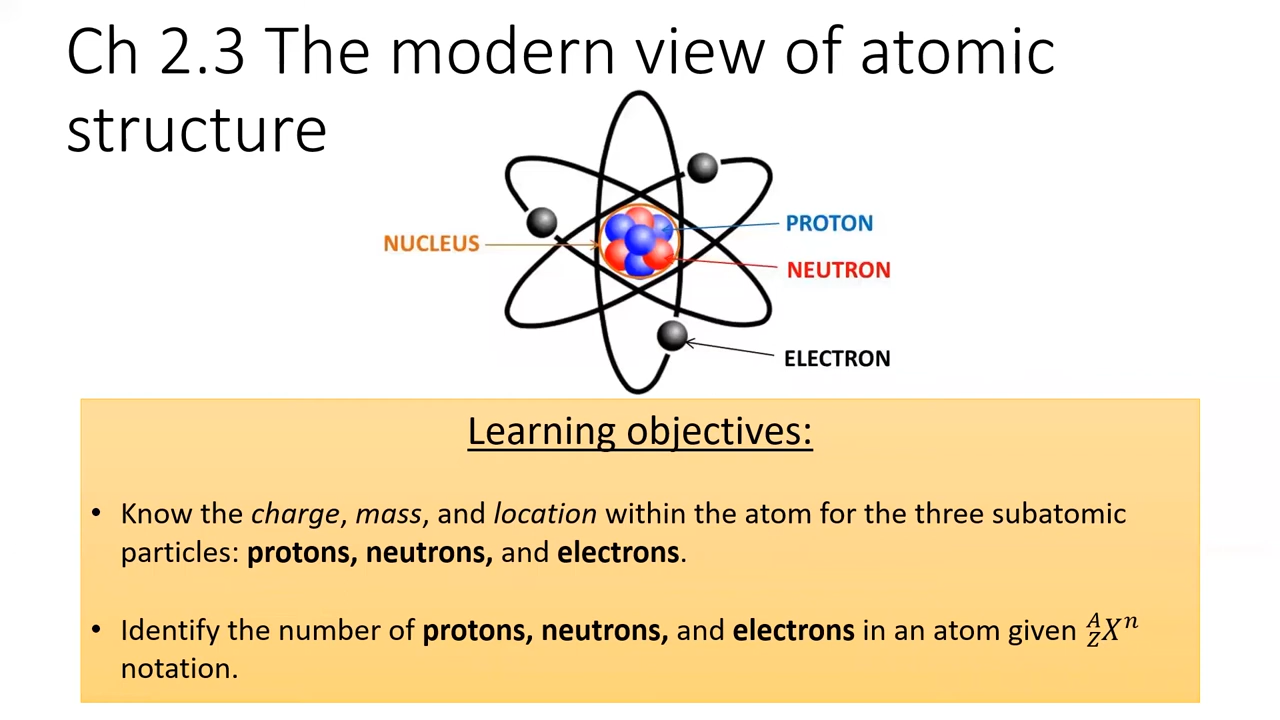 Ch 2.3 The modern view of atomic
structure
NUCLEUS
PROTON
NEUTRON
ELECTRON
Learning objectives:
• Know the charge, mass, and location within the atom for the three subatomic
particles: protons, neutrons, and electrons.
• Identify the number of protons, neutrons, and electrons in an atom given $^{A}_{Z}X^{n}$
notation.